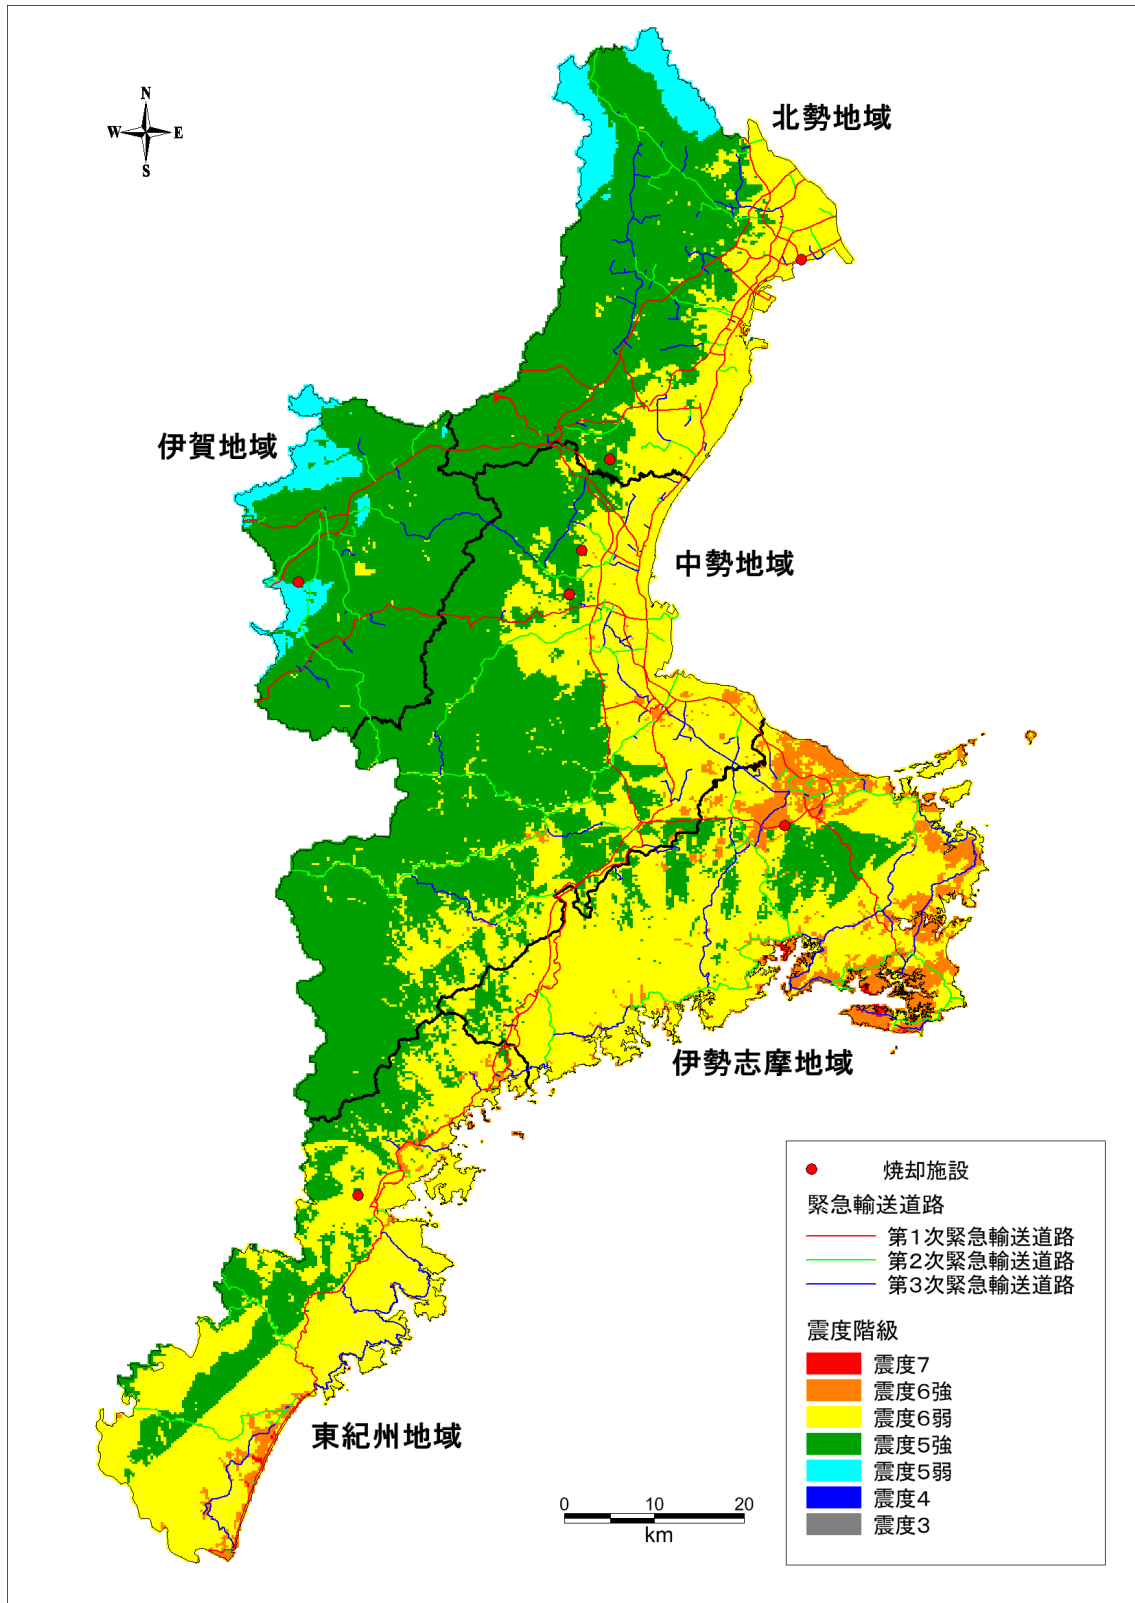 N
W E
S
北勢地域
伊賀地域
中勢地域
伊勢志摩地域
東紀州地域
焼却施設
緊急輸送道路
第1次緊急輸送道路
第2次緊急輸送道路
第3次緊急輸送道路
震度階級
震度7
震度6強
震度6弱
震度5強
震度5弱
震度4
震度3
0 10 20
km